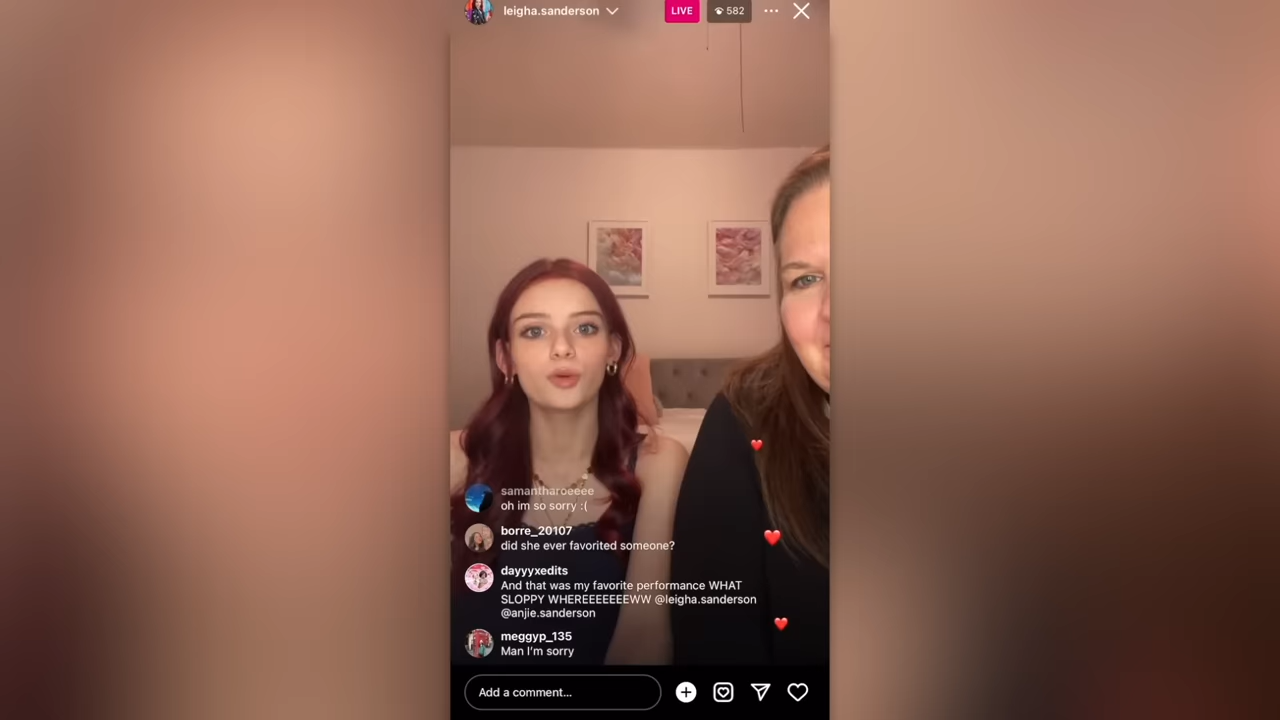 leigha.sanderson
LIVE
582
samantharoeeee
oh im so sorry :(
borre_20107
did she ever favorited someone?
dayyyxedits
And that was my favorite performance WHAT
SLOPPY WHEREEEEEEWW @leigha.sanderson
@anjie.sanderson
meggyp_135
Man I'm sorry
Add a comment...